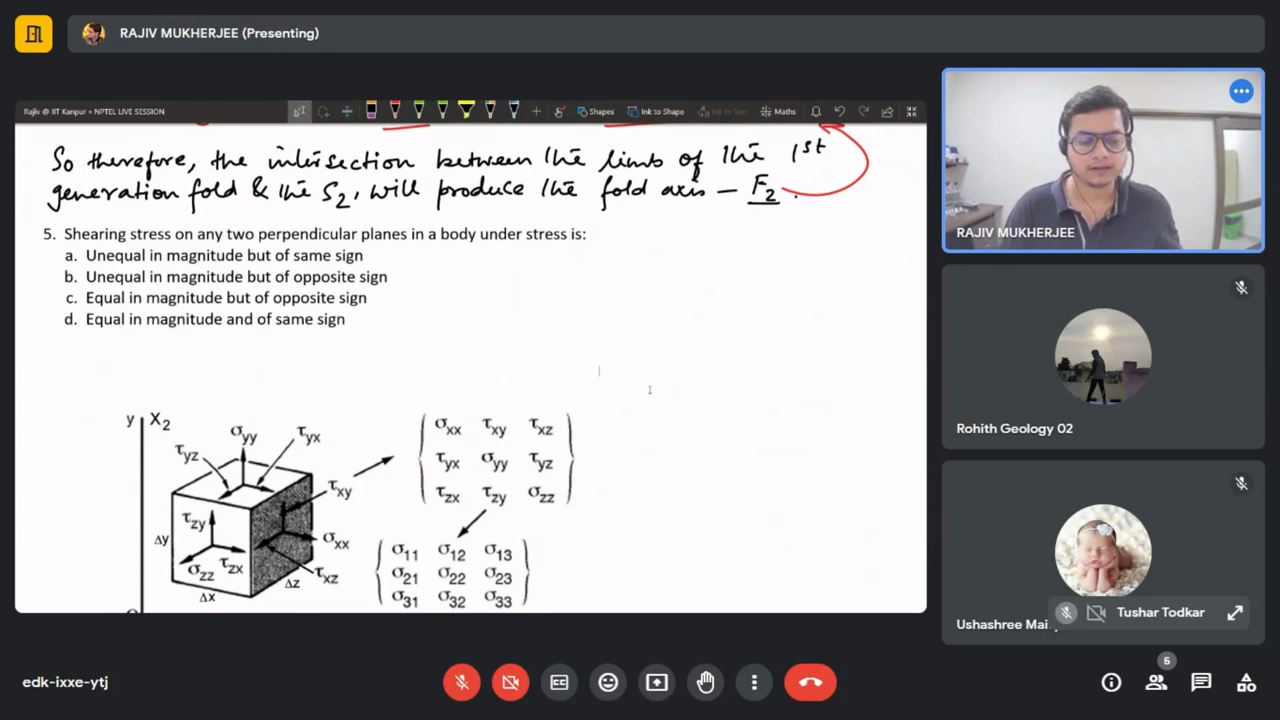 RAJIV MUKHERJEE (Presenting)
Rajiv @ IIT Kanpur » NPTEL LIVE SESSION
Shapes
Ink to Shape
Ink to Text
Maths
So therefore, the intersection between the limb of the 1st
generation fold & the S2, will produce the fold axis – F2.
5. Shearing stress on any two perpendicular planes in a body under stress is:
a. Unequal in magnitude but of same sign
b. Unequal in magnitude but of opposite sign
c. Equal in magnitude but of opposite sign
d. Equal in magnitude and of same sign
y X2
σyy τyx
τyz
τxy
τzy
Δy
σxx
σzz τzx
τxz
Δz
Δx
σxx τxy τxz
τyx σyy τyz
τzx τzy σzz
σ11 σ12 σ13
σ21 σ22 σ23
σ31 σ32 σ33
RAJIV MUKHERJEE
Rohith Geology 02
Tushar Todkar
Ushashree
edk-ixxe-ytj
5